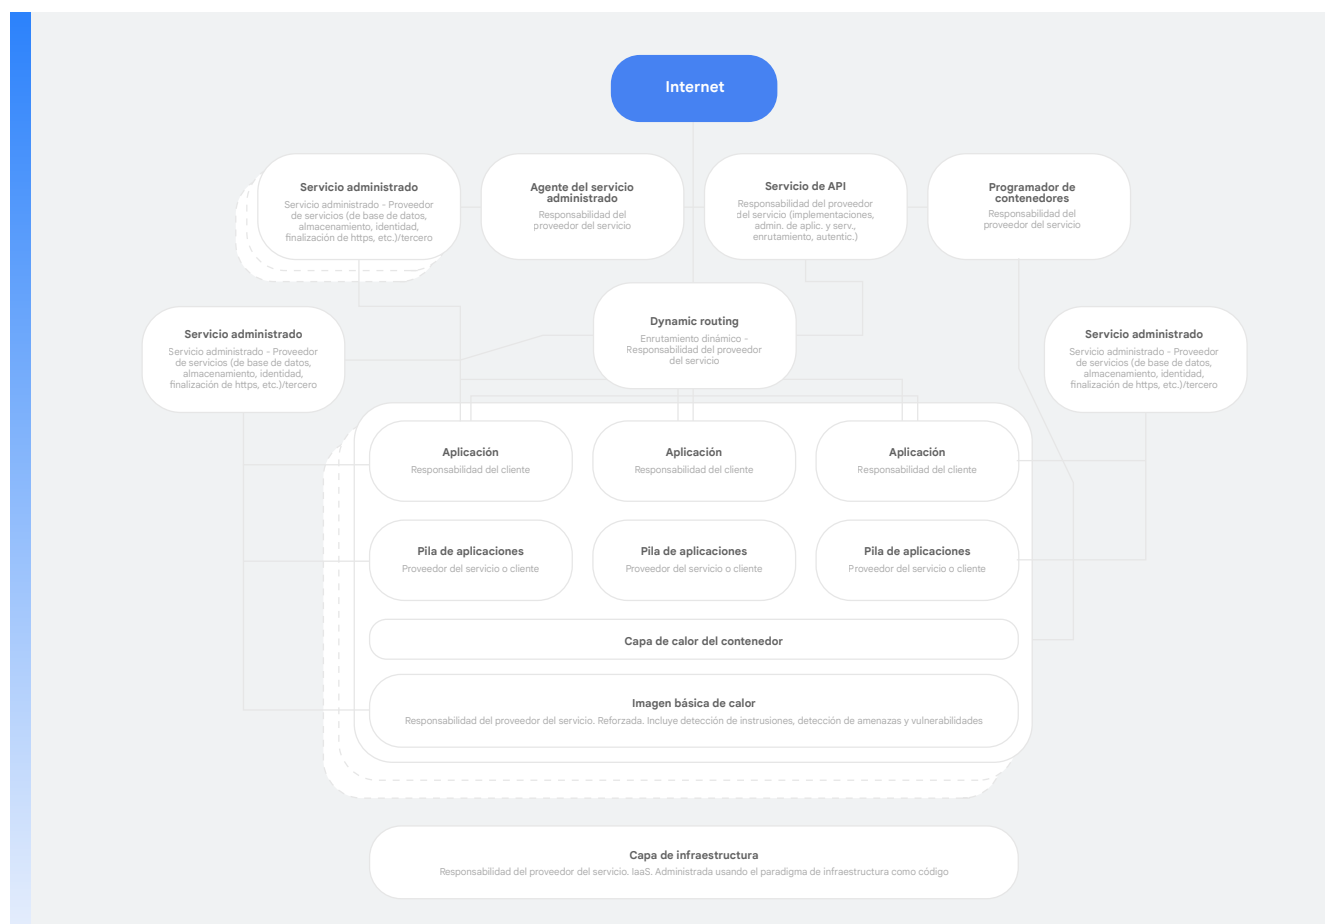 Internet
Servicio administrado
Servicio administrado - Proveedor
de servicios (de base de datos,
almacenamiento, identidad,
finalización de https, etc.)/tercero
Agente del servicio
administrado
Responsabilidad del
proveedor del servicio
Servicio de API
Responsabilidad del proveedor
del servicio (implementaciones,
admin. de aplic. y serv.,
enrutamiento, autentic.)
Programador de
contenedores
Responsabilidad del
proveedor del servicio
Servicio administrado
Servicio administrado - Proveedor
de servicios (de base de datos,
almacenamiento, identidad,
finalización de https, etc.)/tercero
Dynamic routing
Enrutamiento dinámico -
Responsabilidad del proveedor
del servicio
Servicio administrado
Servicio administrado - Proveedor
de servicios (de base de datos,
almacenamiento, identidad,
finalización de https, etc.)/tercero
Aplicación
Responsabilidad del cliente
Aplicación
Responsabilidad del cliente
Aplicación
Responsabilidad del cliente
Pila de aplicaciones
Proveedor del servicio o cliente
Pila de aplicaciones
Proveedor del servicio o cliente
Pila de aplicaciones
Proveedor del servicio o cliente
Capa de calor del contenedor
Imagen básica de calor
Responsabilidad del proveedor del servicio. Reforzada. Incluye detección de instrusiones, detección de amenazas y vulnerabilidades
Capa de infraestructura
Responsabilidad del proveedor del servicio. IaaS. Administrada usando el paradigma de infraestructura como código